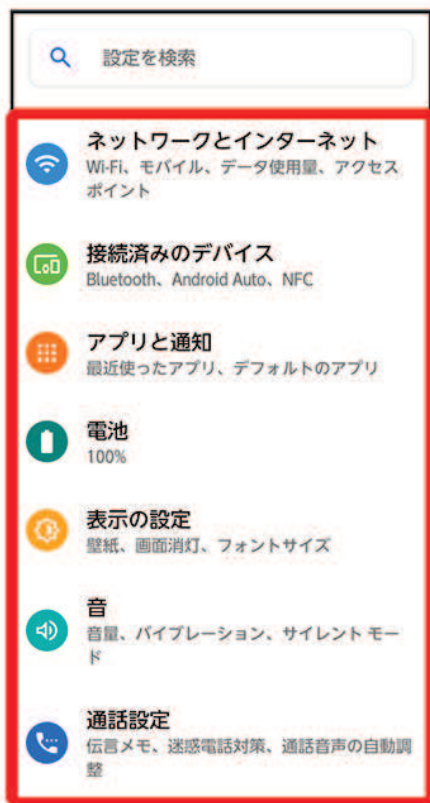 設定を検索
ネットワークとインターネット
Wi-Fi、モバイル、データ使用量、アクセス
ポイント
接続済みのデバイス
Bluetooth、Android Auto、NFC
アプリと通知
最近使ったアプリ、デフォルトのアプリ
電池
100%
表示の設定
壁紙、画面消灯、フォントサイズ
音
音量、バイブレーション、サイレント モー
ド
通話設定
伝言メモ、迷惑電話対策、通話音声の自動調
整